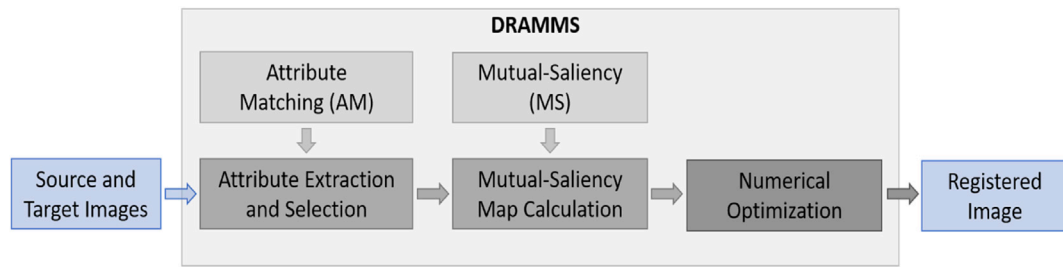 DRAMMS
Attribute
Matching (AM)
Mutual-Saliency
(MS)
Source and
Target Images
Attribute Extraction
and Selection
Mutual-Saliency
Map Calculation
Numerical
Optimization
Registered
Image